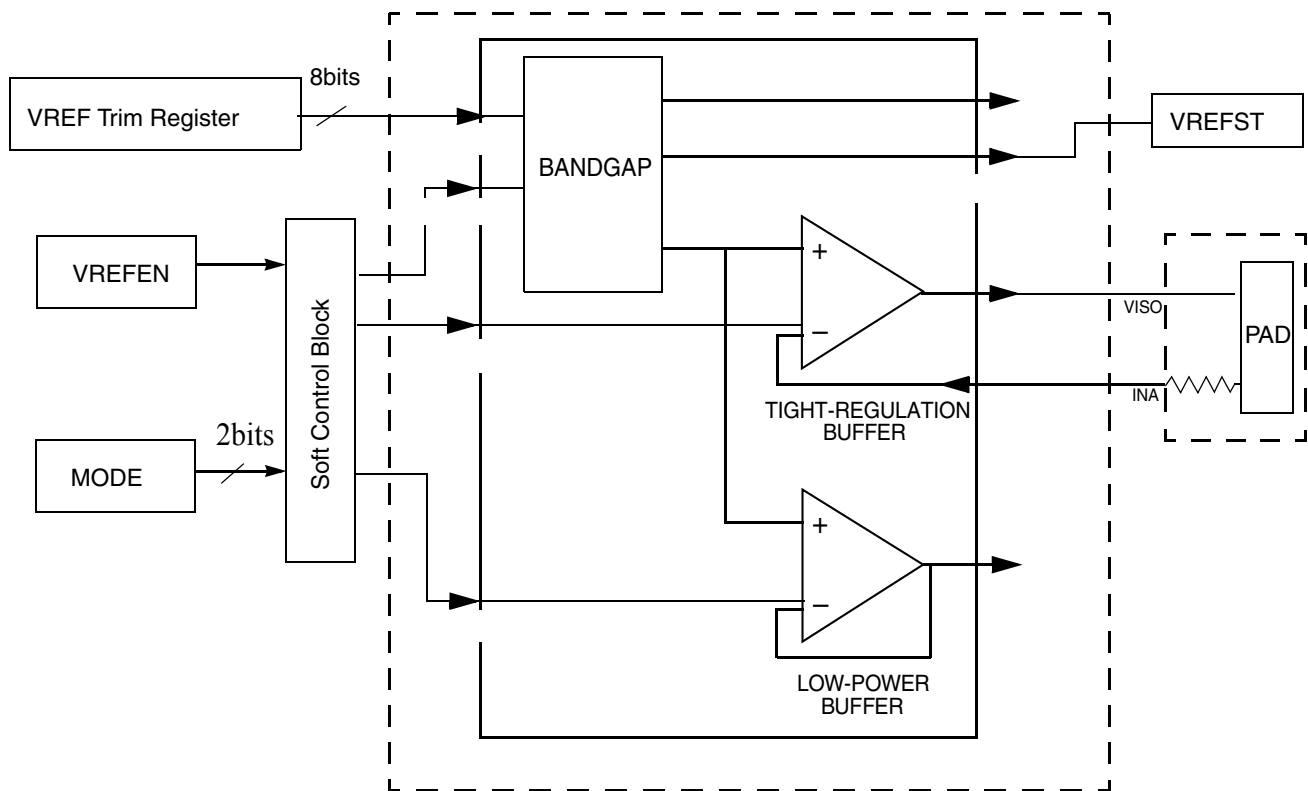 8bits
VREF Trim Register
BANDGAP
VREFST
VREFEN
Soft Control Block
+
−
VISO
PAD
INA
TIGHT-REGULATION
BUFFER
2bits
MODE
+
−
LOW-POWER
BUFFER